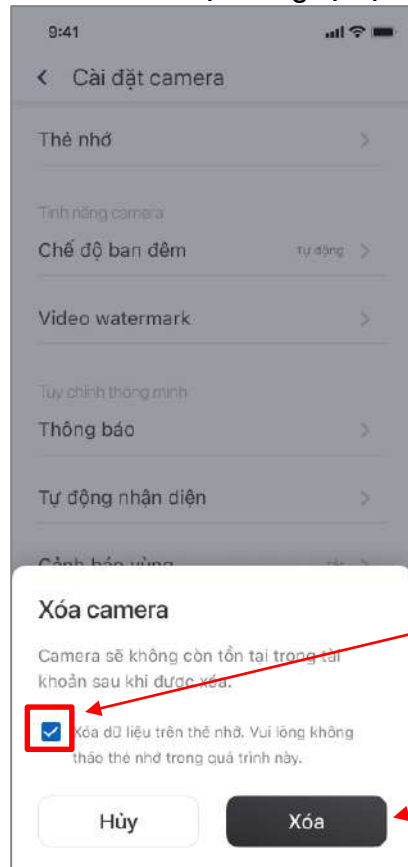 9:41
Cài đặt camera
Thẻ nhớ
Tính năng camera
Chế độ ban đêm Tự động
Video watermark
Tùy chỉnh thông minh
Thông báo
Tự động nhận diện
Cảnh báo vùng
Xóa camera
Camera sẽ không còn tồn tại trong tài
khoản sau khi được xóa.
Xóa dữ liệu trên thẻ nhớ. Vui lòng không
tháo thẻ nhớ trong quá trình này.
Hủy Xóa